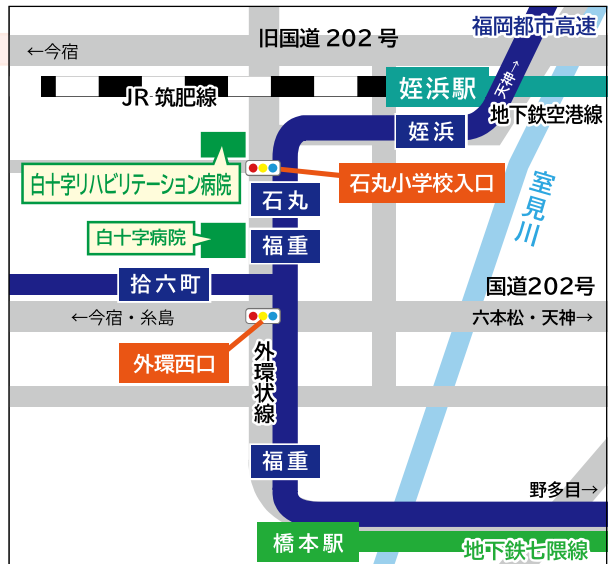 福岡都市高速
旧国道202号
←今宿
天神→
JR 筑肥線
姪浜駅
地下鉄空港線
姪浜
白十字リハビリテーション病院
石丸小学校入口
石丸
室見川
白十字病院
福重
拾六町
国道202号
←今宿・糸島
六本松・天神→
外環西口
外環状線
福重
野多目→
橋本駅
地下鉄七隈線